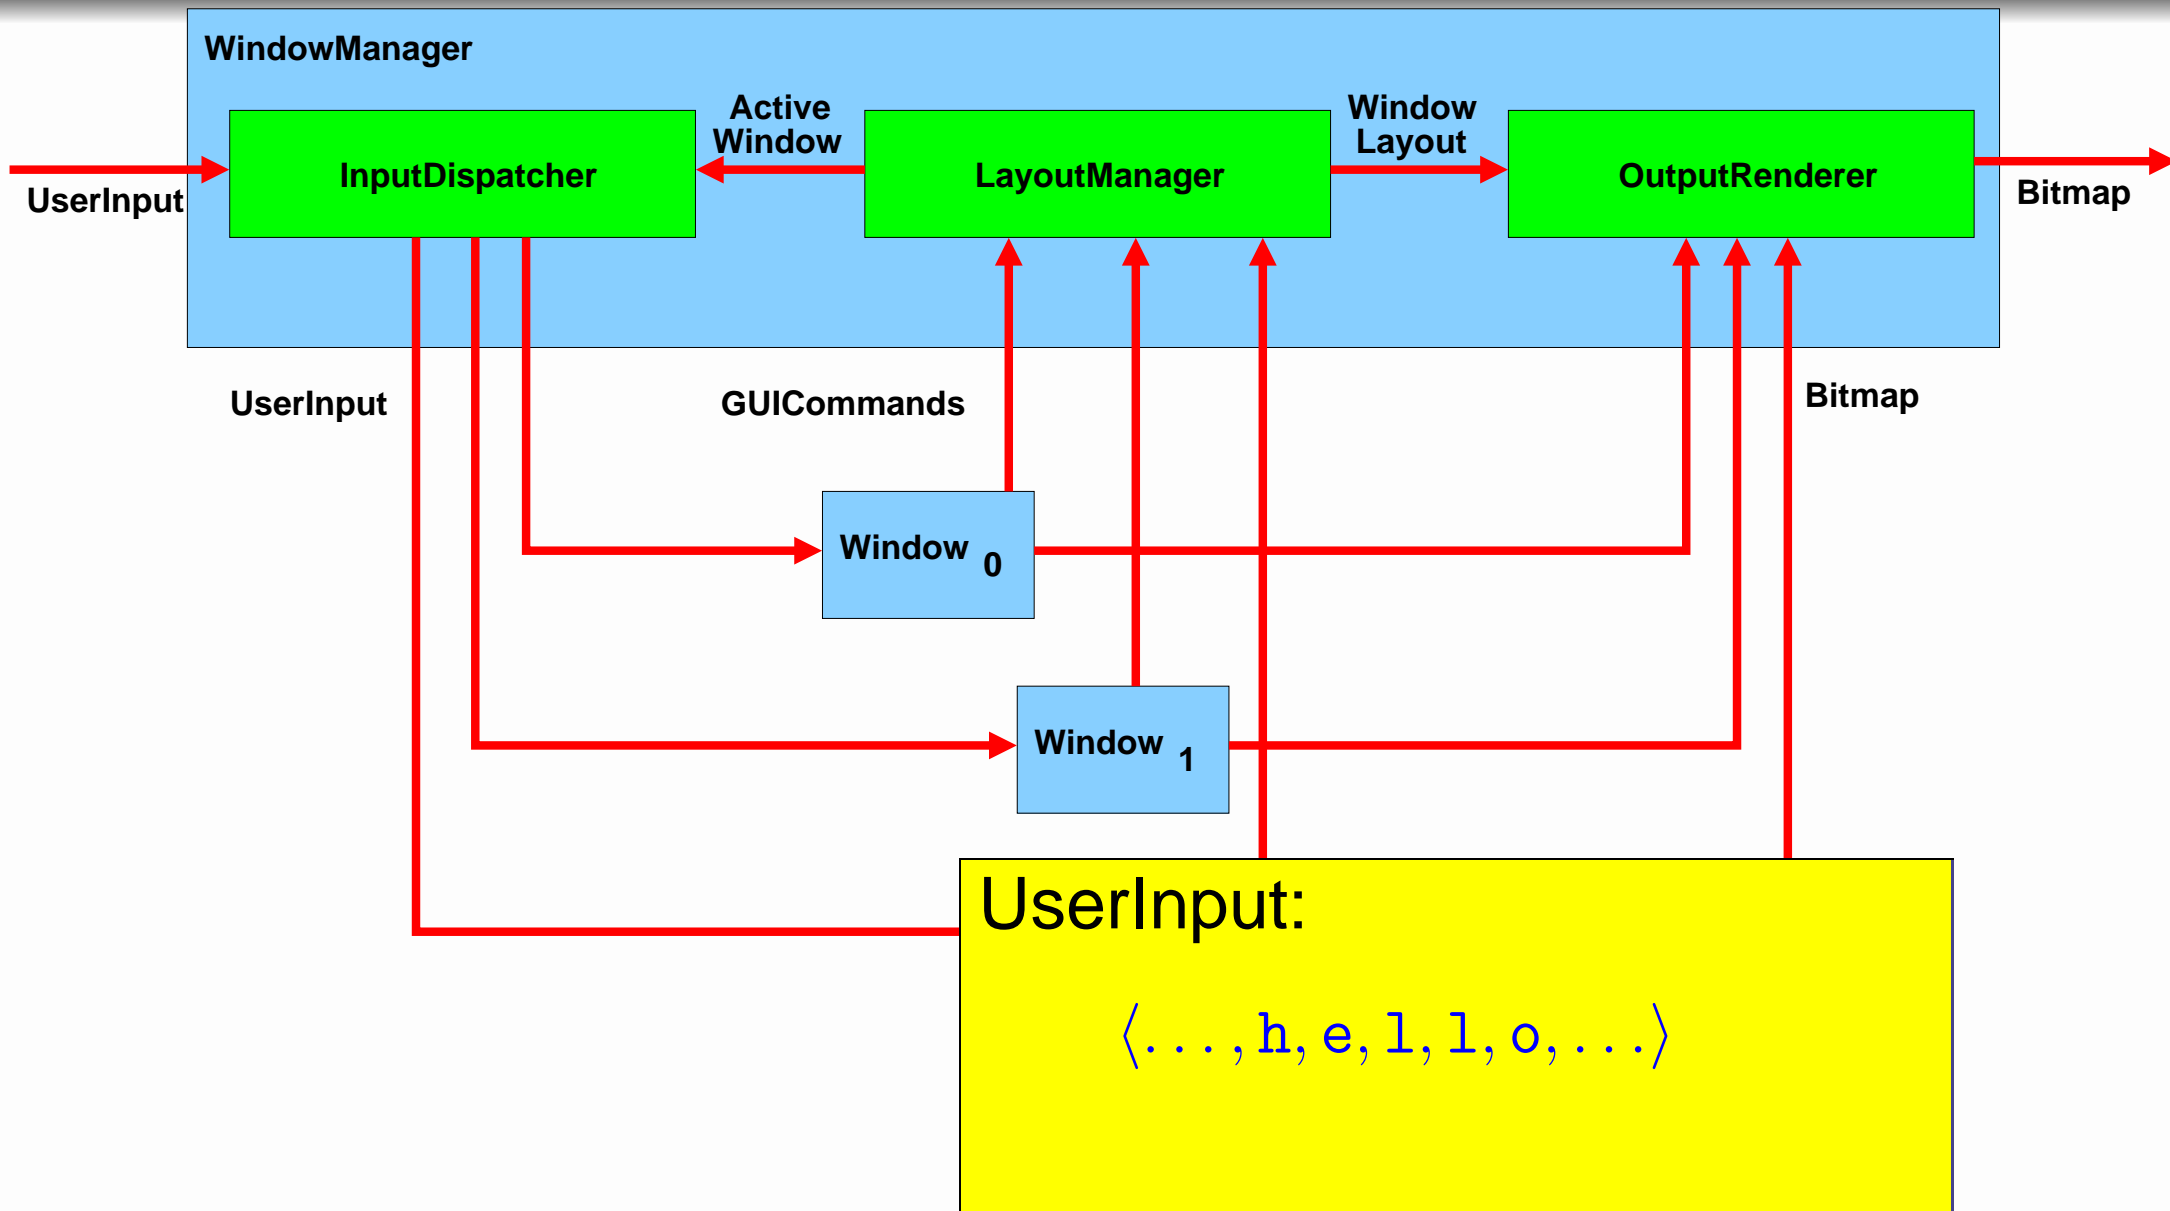 WindowManager
Active
Window
Window
Layout
InputDispatcher
LayoutManager
OutputRenderer
UserInput
Bitmap
UserInput
GUICommands
Bitmap
Window 0
Window 1
UserInput:
⟨..., h, e, l, l, o, ...⟩